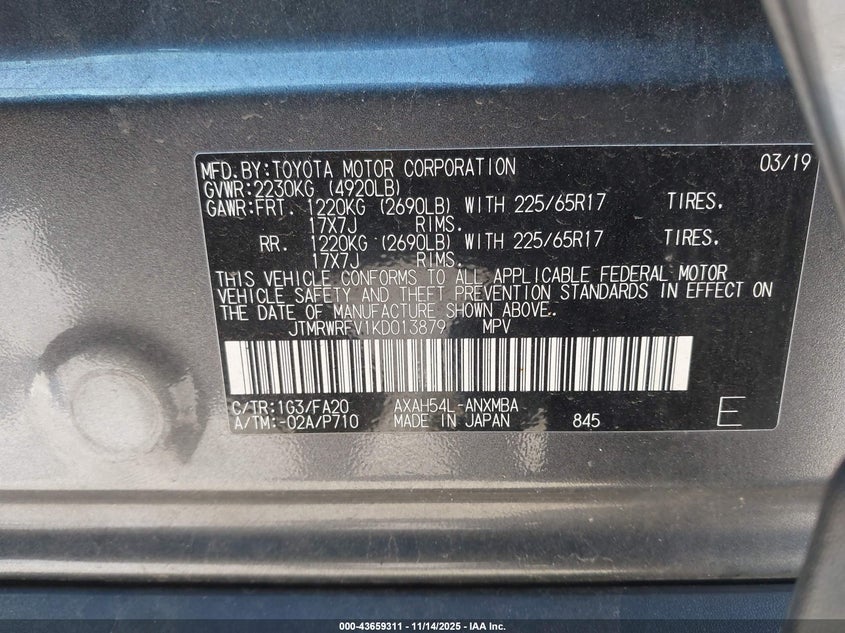 MFD.BY:TOYOTA MOTOR CORPORATION 03/19
GVWR:2230KG (4920LB)
GAWR:FRT. 1220KG (2690LB) WITH 225/65R17 TIRES.
17X7J RIMS.
RR. 1220KG (2690LB) WITH 225/65R17 TIRES.
17X7J RIMS.
THIS VEHICLE CONFORMS TO ALL APPLICABLE FEDERAL MOTOR
VEHICLE SAFETY AND THEFT PREVENTION STANDARDS IN EFFECT ON
THE DATE OF MANUFACTURE SHOWN ABOVE.
JTMRWRFV1KD013879 MPV
C/TR:1G3/FA20 AXAH54L-ANXMBA
A/TM:-02A/P710 MADE IN JAPAN 845 E
000-43659311 | 11/14/2025 - IAA Inc.